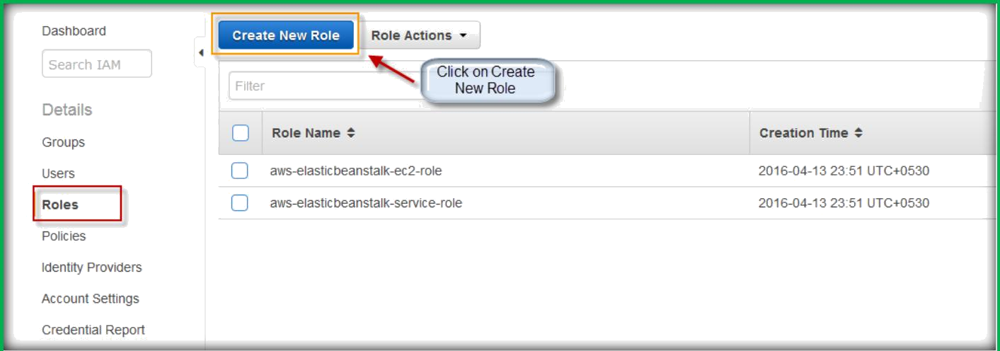 Dashboard
Search IAM
Details
Groups
Users
Roles
Policies
Identity Providers
Account Settings
Credential Report
Create New Role
Role Actions
Click on Create
New Role
Filter
Role Name
Creation Time
aws-elasticbeanstalk-ec2-role
2016-04-13 23:51 UTC+0530
aws-elasticbeanstalk-service-role
2016-04-13 23:51 UTC+0530